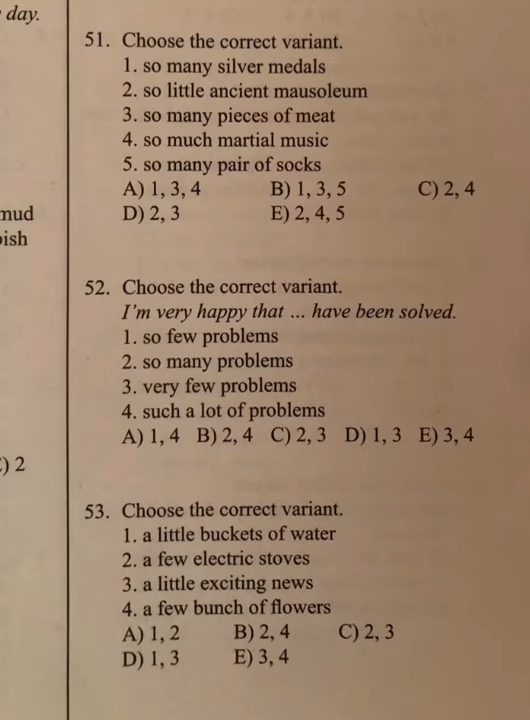 day.
mud
ish
) 2
51. Choose the correct variant.
1. so many silver medals
2. so little ancient mausoleum
3. so many pieces of meat
4. so much martial music
5. so many pair of socks
A) 1, 3, 4 B) 1, 3, 5 C) 2, 4
D) 2, 3 E) 2, 4, 5
52. Choose the correct variant.
I'm very happy that ... have been solved.
1. so few problems
2. so many problems
3. very few problems
4. such a lot of problems
A) 1, 4 B) 2, 4 C) 2, 3 D) 1, 3 E) 3, 4
53. Choose the correct variant.
1. a little buckets of water
2. a few electric stoves
3. a little exciting news
4. a few bunch of flowers
A) 1, 2 B) 2, 4 C) 2, 3
D) 1, 3 E) 3, 4